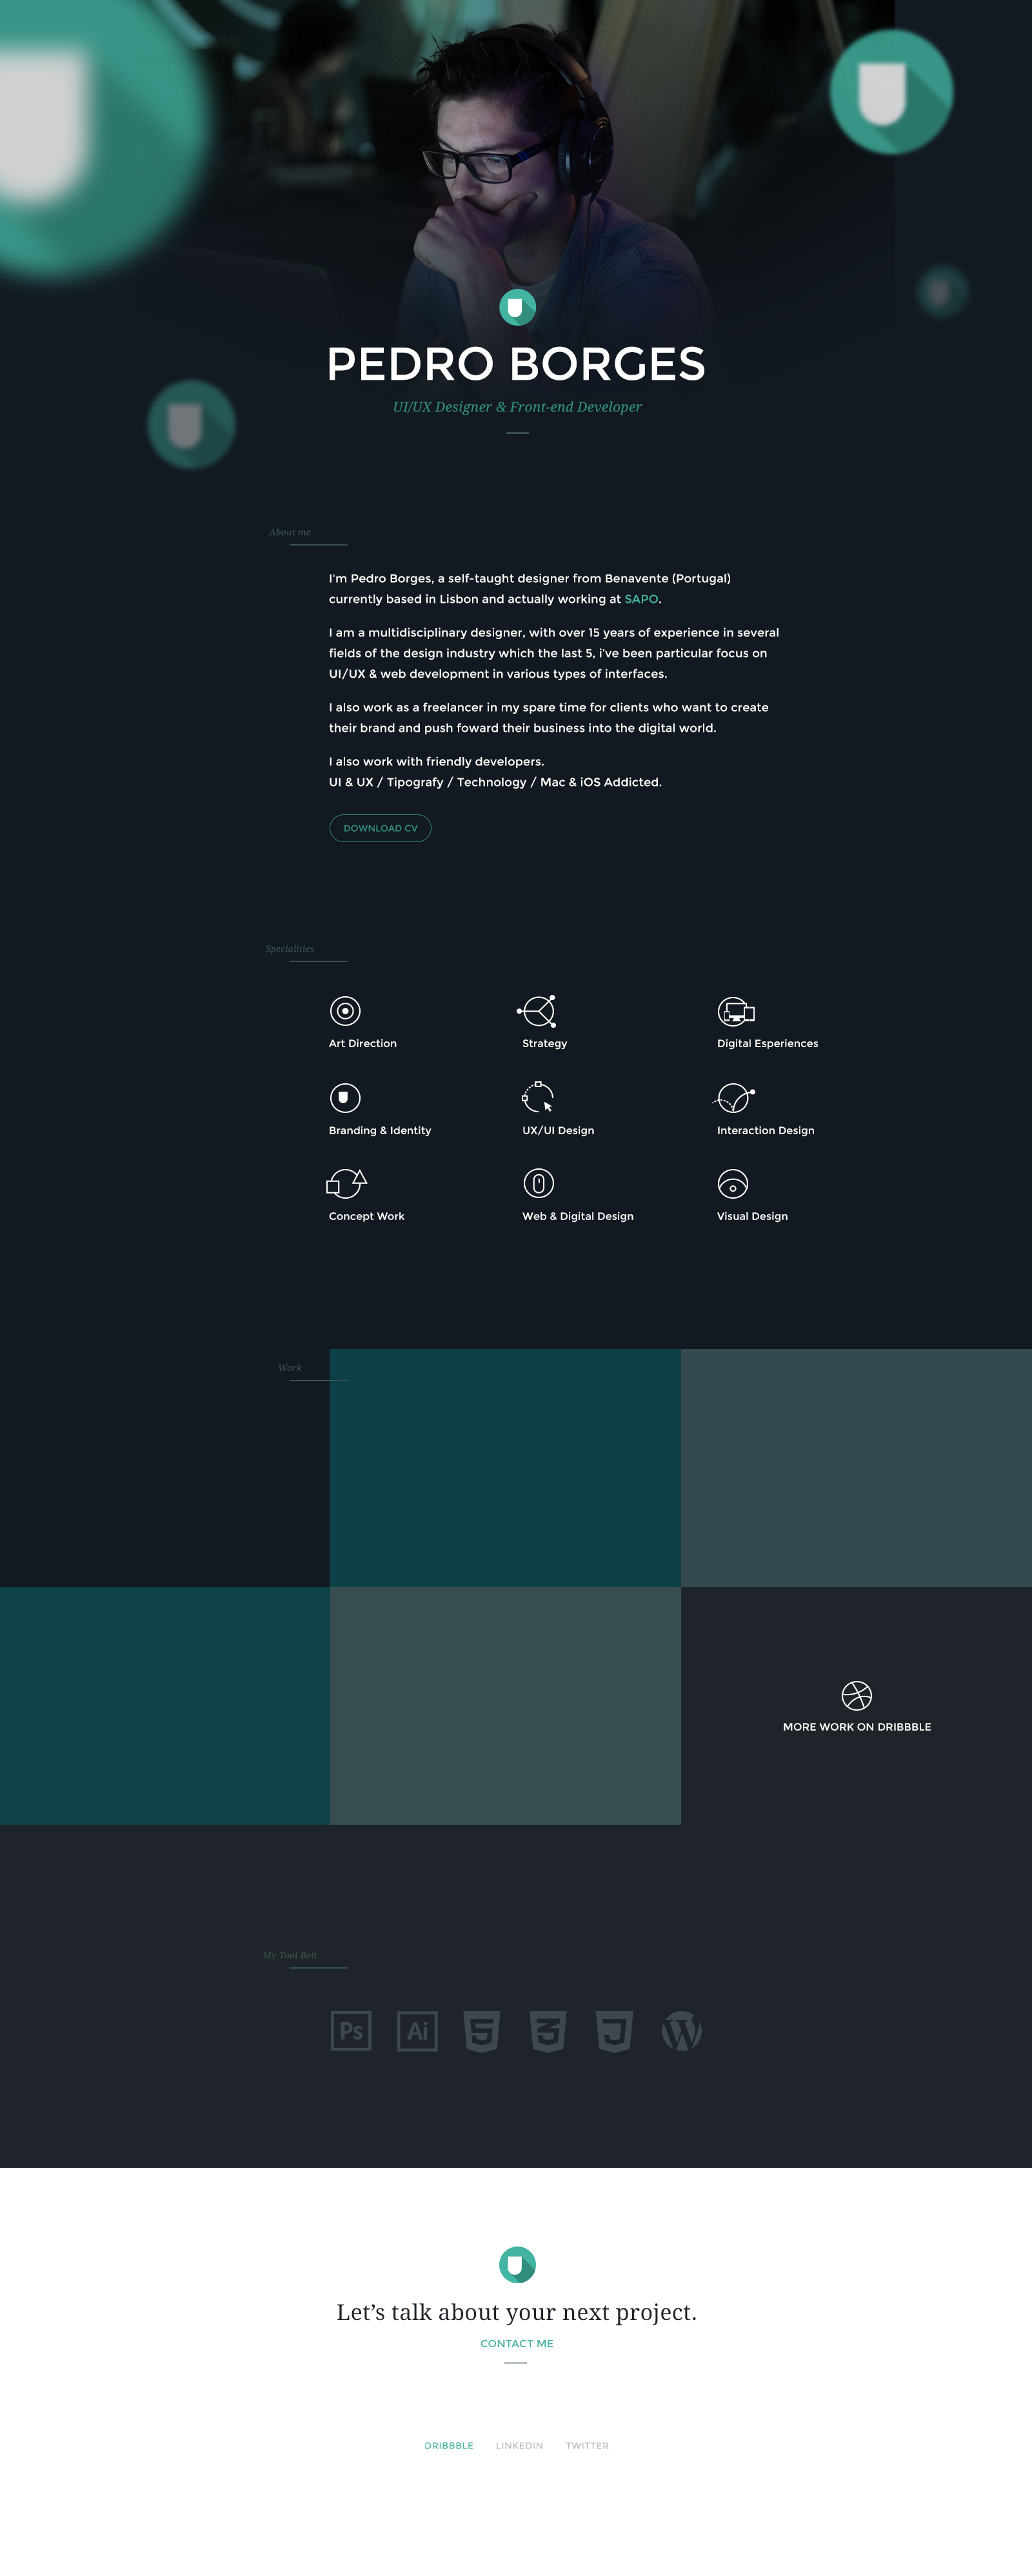 PEDRO BORGES
UI/UX Designer & Front-end Developer
About me
I'm Pedro Borges, a self-taught designer from Benavente (Portugal)
currently based in Lisbon and actually working at SAPO.
I am a multidisciplinary designer, with over 15 years of experience in several
fields of the design industry which the last 5, i've been particular focus on
UI/UX & web development in various types of interfaces.
I also work as a freelancer in my spare time for clients who want to create
their brand and push foward their business into the digital world.
I also work with friendly developers.
UI & UX / Tipografy / Technology / Mac & iOS Addicted.
DOWNLOAD CV
Specialities
Art Direction
Strategy
Digital Esperiences
Branding & Identity
UX/UI Design
Interaction Design
Concept Work
Web & Digital Design
Visual Design
Work
MORE WORK ON DRIBBBLE
My Tool Belt
Ps
Ai
Let’s talk about your next project.
CONTACT ME
DRIBBBLE
LINKEDIN
TWITTER